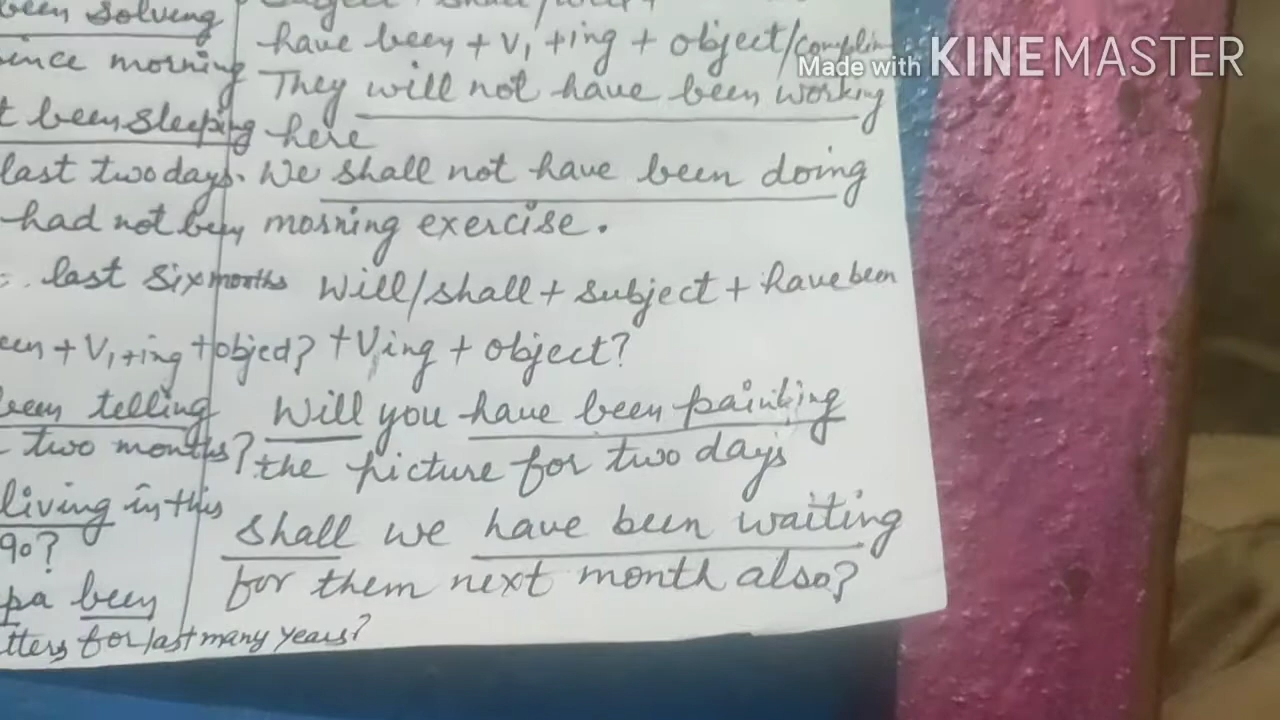 been solving
since morning
t been sleeping
last two days.
had not been
last six months
een + V1 + ing + object?
been telling
two months?
living in this
90?
pa been
tters for last many years?
have been + V1 + ing + object/
They will not have been working
here
We shall not have been doing
morning exercise.
Will/shall + subject + have been
+ Ving + object?
Will you have been painting
the picture for two days
Shall we have been waiting
for them next month also?
Made with KINEMASTER